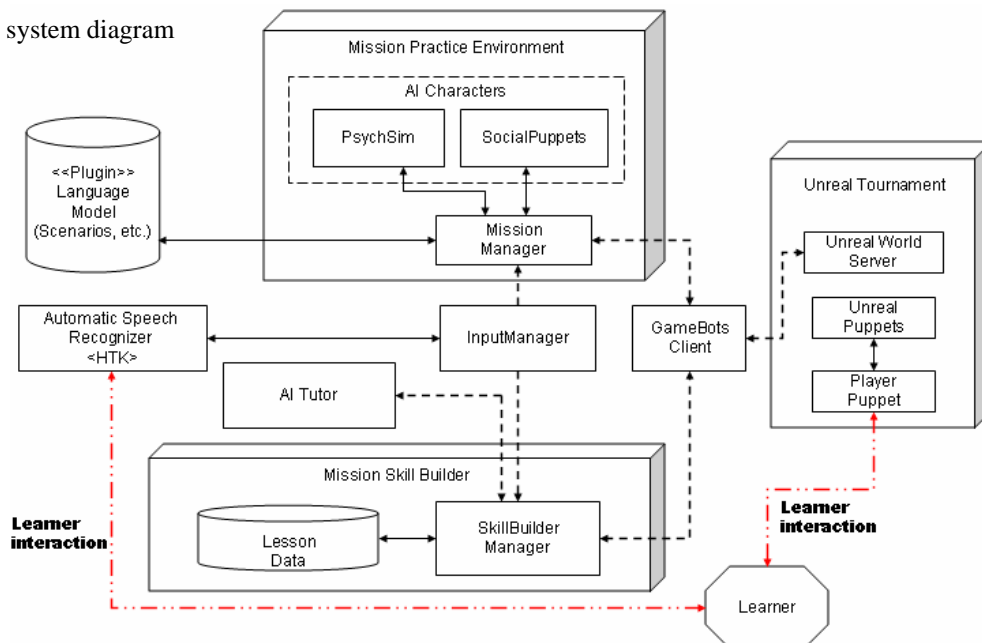 system diagram
Mission Practice Environment
AI Characters
PsychSim
SocialPuppets
<<Plugin>>
Language
Model
(Scenarios, etc.)
Mission
Manager
Unreal Tournament
Unreal World
Server
Automatic Speech
Recognizer
<HTK>
InputManager
GameBots
Client
Unreal
Puppets
AI Tutor
Player
Puppet
Mission Skill Builder
Learner
interaction
Lesson
Data
SkillBuilder
Manager
Learner
interaction
Learner